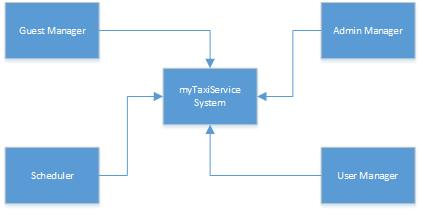 Guest Manager
Admin Manager
myTaxiService
System
Scheduler
User Manager